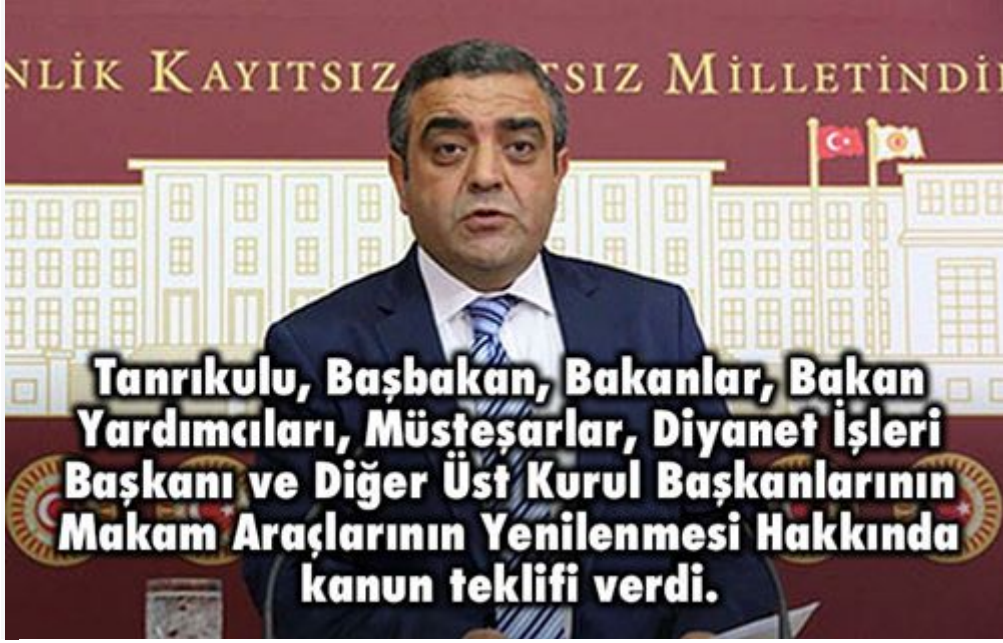 NLİK KAYITSIZ TSIZ MİLLETİNDİ
Tanrıkulu, Başbakan, Bakanlar, Bakan
Yardımcıları, Müsteşarlar, Diyanet İşleri
Başkanı ve Diğer Üst Kurul Başkanlarının
Makam Araçlarının Yenilenmesi Hakkında
kanun teklifi verdi.